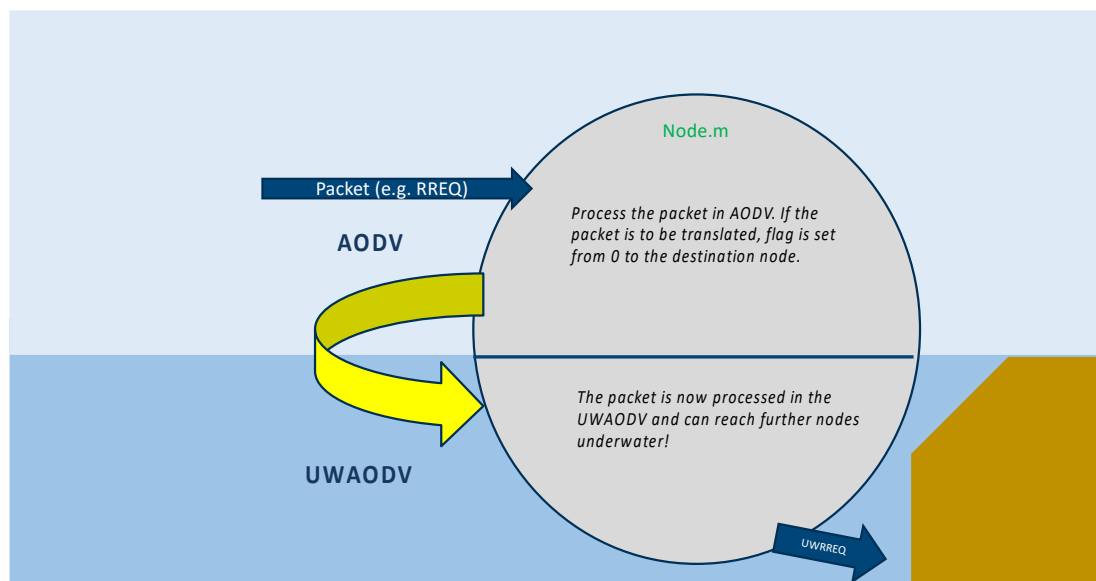 Node.m
Packet (e.g. RREQ)
Process the packet in AODV. If the
packet is to be translated, flag is set
from 0 to the destination node.
AODV
The packet is now processed in the
UWAODV and can reach further nodes
underwater!
UWAODV
UWRREQ